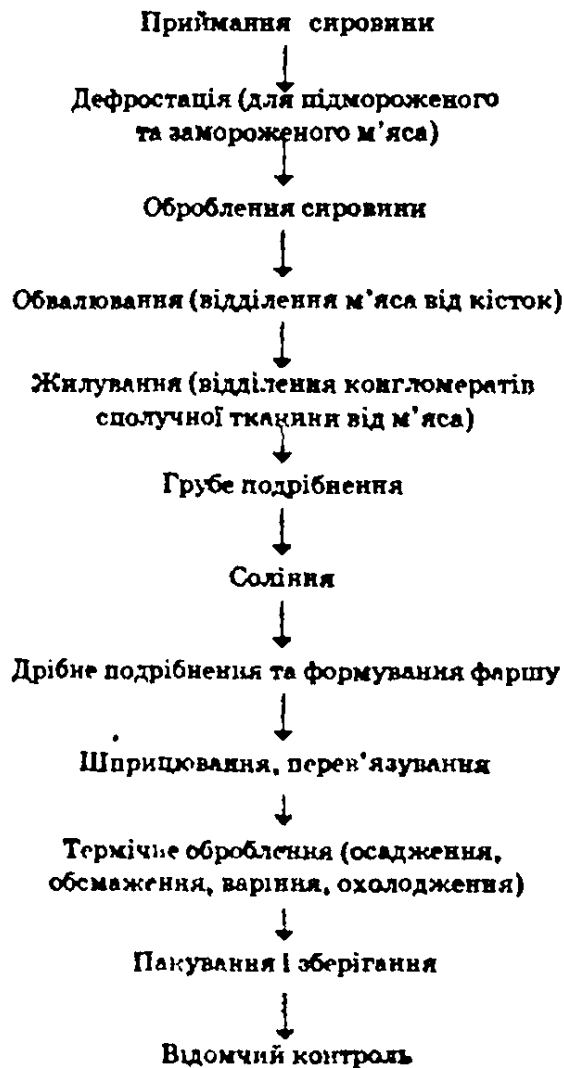 Приймання сировини
Дефростація (для підмороженого
та замороженого м’яса)
Оброблення сировини
Обвалювання (відділення м’яса від кісток)
Жилування (відділення конгломератів
сполучної тканини від м’яса)
Грубе подрібнення
Соління
Дрібне подрібнення та формування фаршу
Шприцювання, перев’язування
Термічне оброблення (осадження,
обсмаження, варіння, охолодження)
Пакування і зберігання
Відомчий контроль